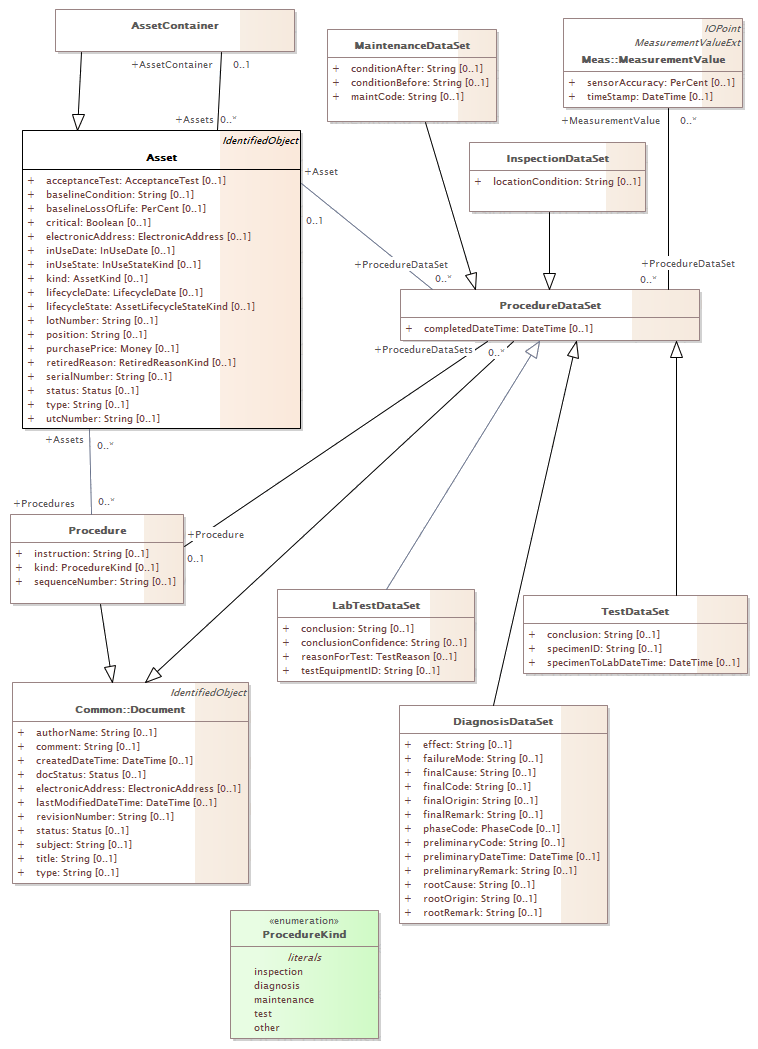 AssetContainer
+AssetContainer 0..1
+Assets 0..*
MaintenanceDataSet
+ conditionAfter: String [0..1]
+ conditionBefore: String [0..1]
+ maintCode: String [0..1]
IOPoint
MeasurementValueExt
Meas::MeasurementValue
+ sensorAccuracy: PerCent [0..1]
+ timeStamp: DateTime [0..1]
+MeasurementValue 0..*
InspectionDataSet
+ locationCondition: String [0..1]
IdentifiedObject
Asset
+ acceptanceTest: AcceptanceTest [0..1]
+ baselineCondition: String [0..1]
+ baselineLossOfLife: PerCent [0..1]
+ critical: Boolean [0..1]
+ electronicAddress: ElectronicAddress [0..1]
+ inUseDate: InUseDate [0..1]
+ inUseState: InUseStateKind [0..1]
+ kind: AssetKind [0..1]
+ lifecycleDate: LifecycleDate [0..1]
+ lifecycleState: AssetLifecycleStateKind [0..1]
+ lotNumber: String [0..1]
+ position: String [0..1]
+ purchasePrice: Money [0..1]
+ retiredReason: RetiredReasonKind [0..1]
+ serialNumber: String [0..1]
+ status: Status [0..1]
+ type: String [0..1]
+ utcNumber: String [0..1]
+Asset
0..1
+ProcedureDataSet
0..*
+ProcedureDataSet
0..*
ProcedureDataSet
+ completedDateTime: DateTime [0..1]
+ProcedureDataSets 0..*
+Assets 0..*
+Procedures 0..*
Procedure
+ instruction: String [0..1]
+ kind: ProcedureKind [0..1]
+ sequenceNumber: String [0..1]
+Procedure
0..1
LabTestDataSet
+ conclusion: String [0..1]
+ conclusionConfidence: String [0..1]
+ reasonForTest: TestReason [0..1]
+ testEquipmentID: String [0..1]
TestDataSet
+ conclusion: String [0..1]
+ specimenID: String [0..1]
+ specimenToLabDateTime: DateTime [0..1]
IdentifiedObject
Common::Document
+ authorName: String [0..1]
+ comment: String [0..1]
+ createdDateTime: DateTime [0..1]
+ docStatus: Status [0..1]
+ electronicAddress: ElectronicAddress [0..1]
+ lastModifiedDateTime: DateTime [0..1]
+ revisionNumber: String [0..1]
+ status: Status [0..1]
+ subject: String [0..1]
+ title: String [0..1]
+ type: String [0..1]
DiagnosisDataSet
+ effect: String [0..1]
+ failureMode: String [0..1]
+ finalCause: String [0..1]
+ finalCode: String [0..1]
+ finalOrigin: String [0..1]
+ finalRemark: String [0..1]
+ phaseCode: PhaseCode [0..1]
+ preliminaryCode: String [0..1]
+ preliminaryDateTime: DateTime [0..1]
+ preliminaryRemark: String [0..1]
+ rootCause: String [0..1]
+ rootOrigin: String [0..1]
+ rootRemark: String [0..1]
«enumeration»
ProcedureKind
literals
inspection
diagnosis
maintenance
test
other